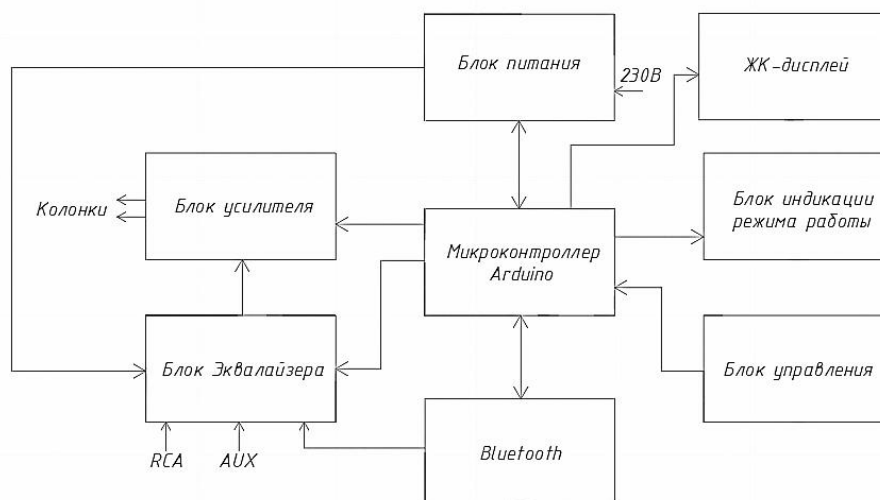 Блок питания
230В
ЖК-дисплей
Колонки
Блок усилителя
Блок индикации
режима работы
Микроконтроллер
Arduino
Блок Эквалайзера
Блок управления
RCA
AUX
Bluetooth